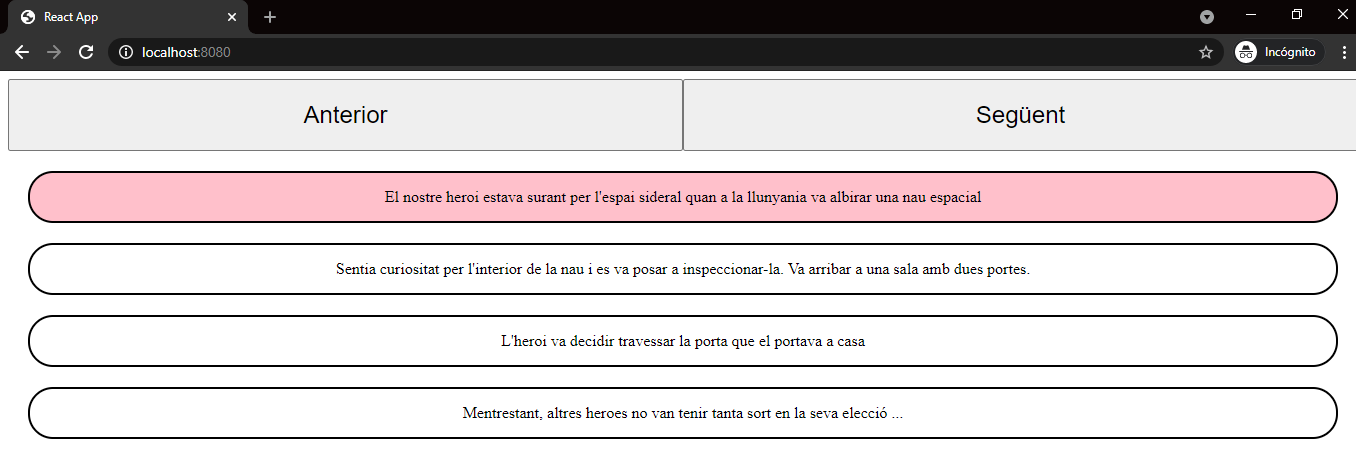 React App
localhost:8080
Incógnito
Anterior
Següent
El nostre heroi estava surant per l'espai sideral quan a la llunyania va albirar una nau espacial
Sentia curiositat per l'interior de la nau i es va posar a inspeccionar-la. Va arribar a una sala amb dues portes.
L'heroi va decidir travessar la porta que el portava a casa
Mentrestant, altres heroes no van tenir tanta sort en la seva elecció ...